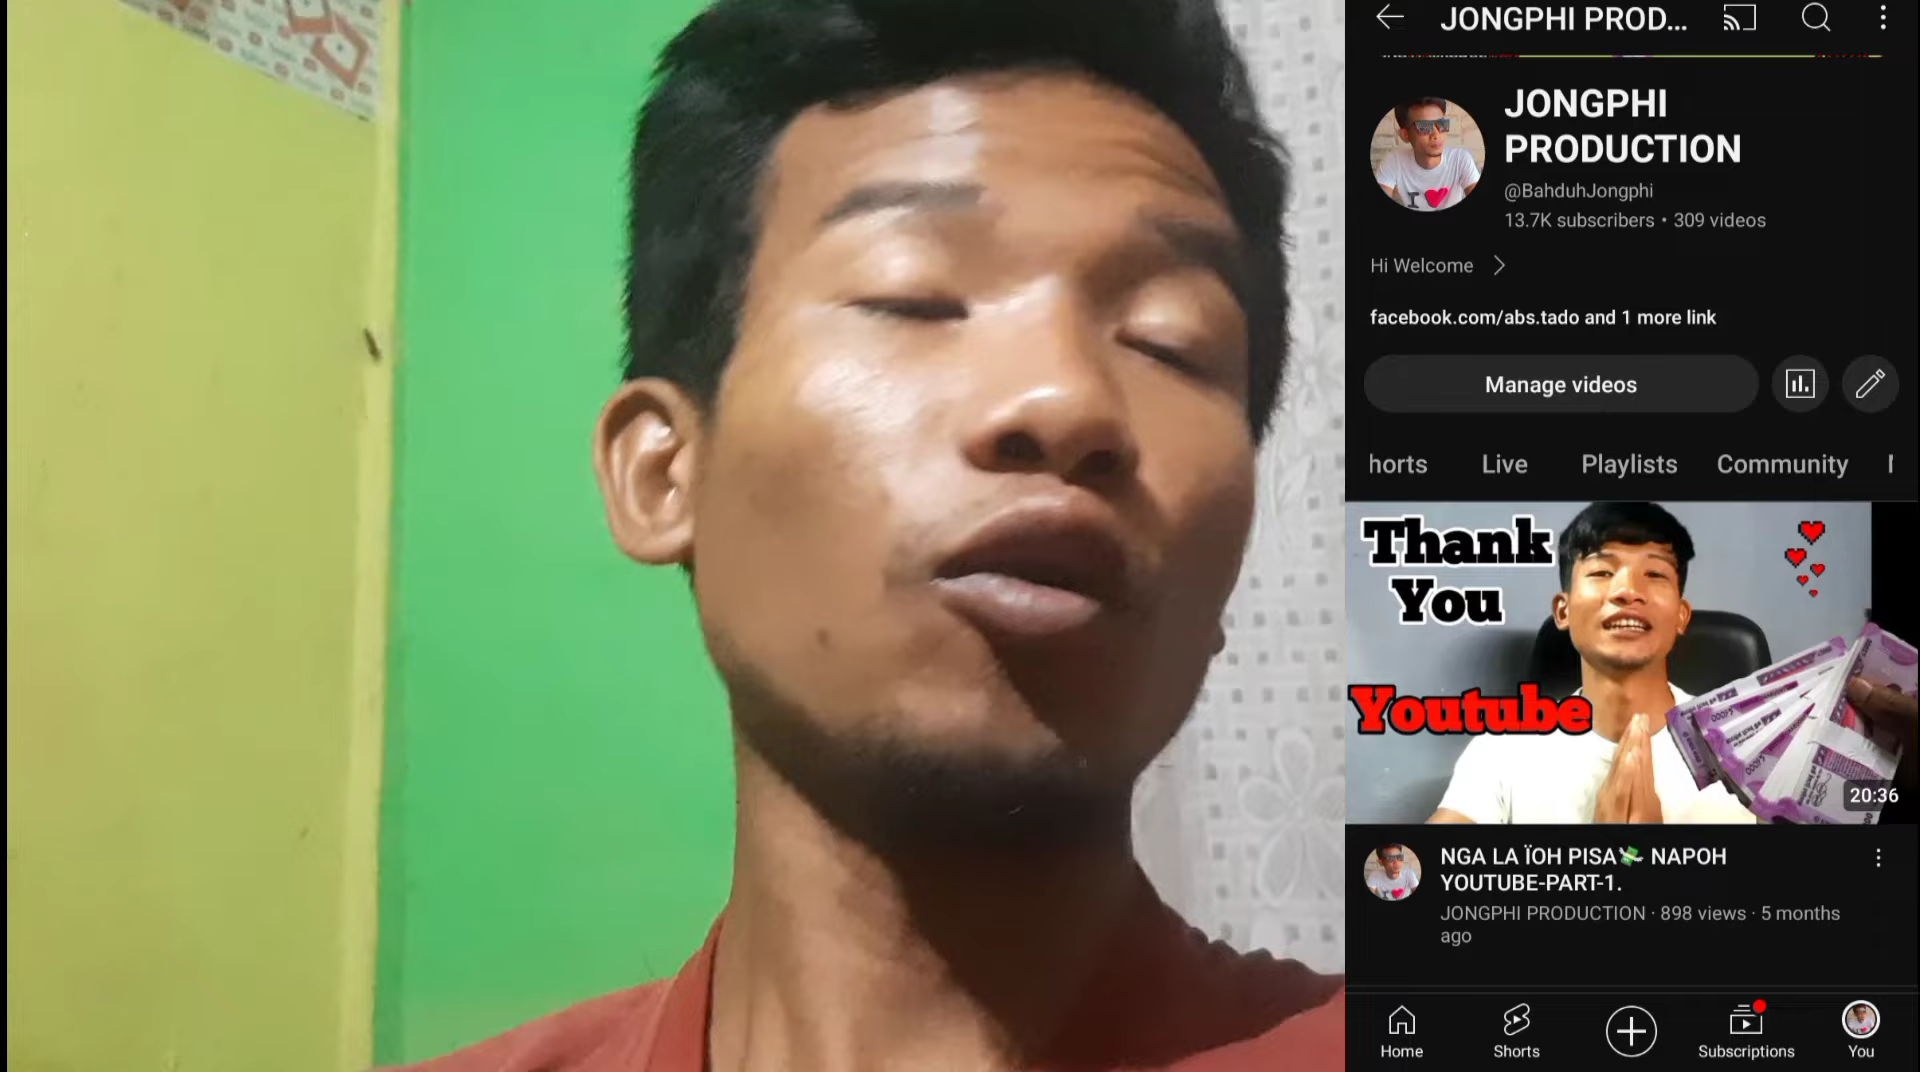 JONGPHI PROD...
JONGPHI
PRODUCTION
@BahduhJongphi
13.7K subscribers • 309 videos
Hi Welcome
facebook.com/abs.tado and 1 more link
Manage videos
horts Live Playlists Community
Thank
You
Youtube
20:36
NGA LA ÏOH PISA💸 NAPOH
YOUTUBE-PART-1.
JONGPHI PRODUCTION · 898 views · 5 months
ago
Home Shorts Subscriptions You